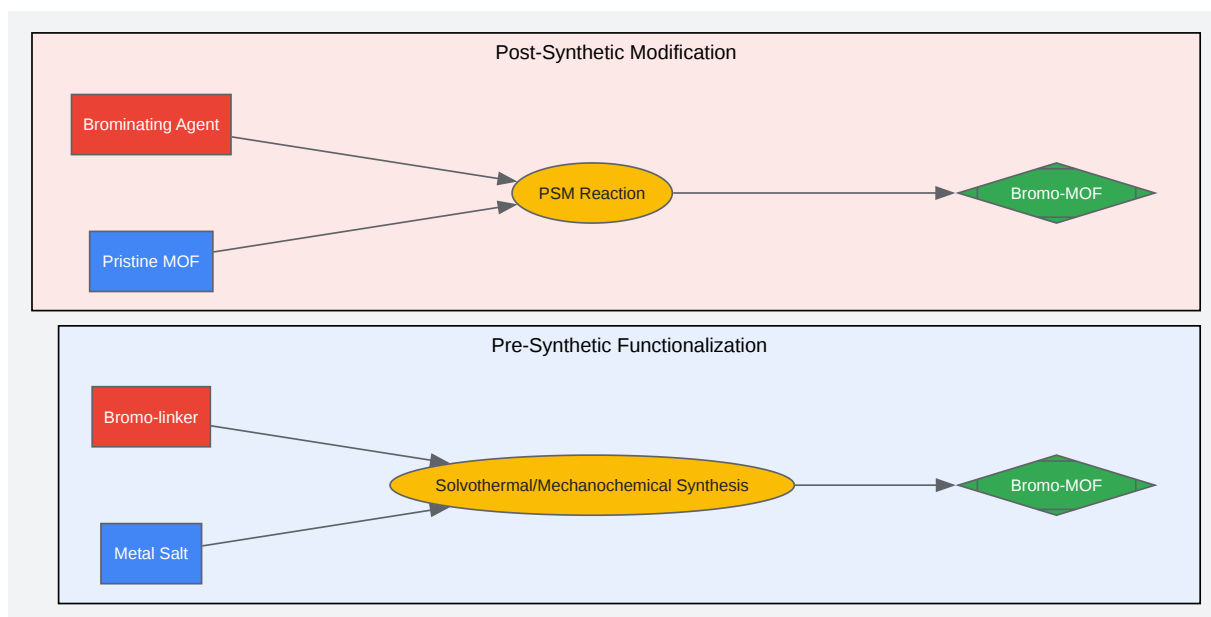 Post-Synthetic Modification
Brominating Agent
PSM Reaction
Bromo-MOF
Pristine MOF
Pre-Synthetic Functionalization
Bromo-linker
Solvothermal/Mechanochemical Synthesis
Bromo-MOF
Metal Salt